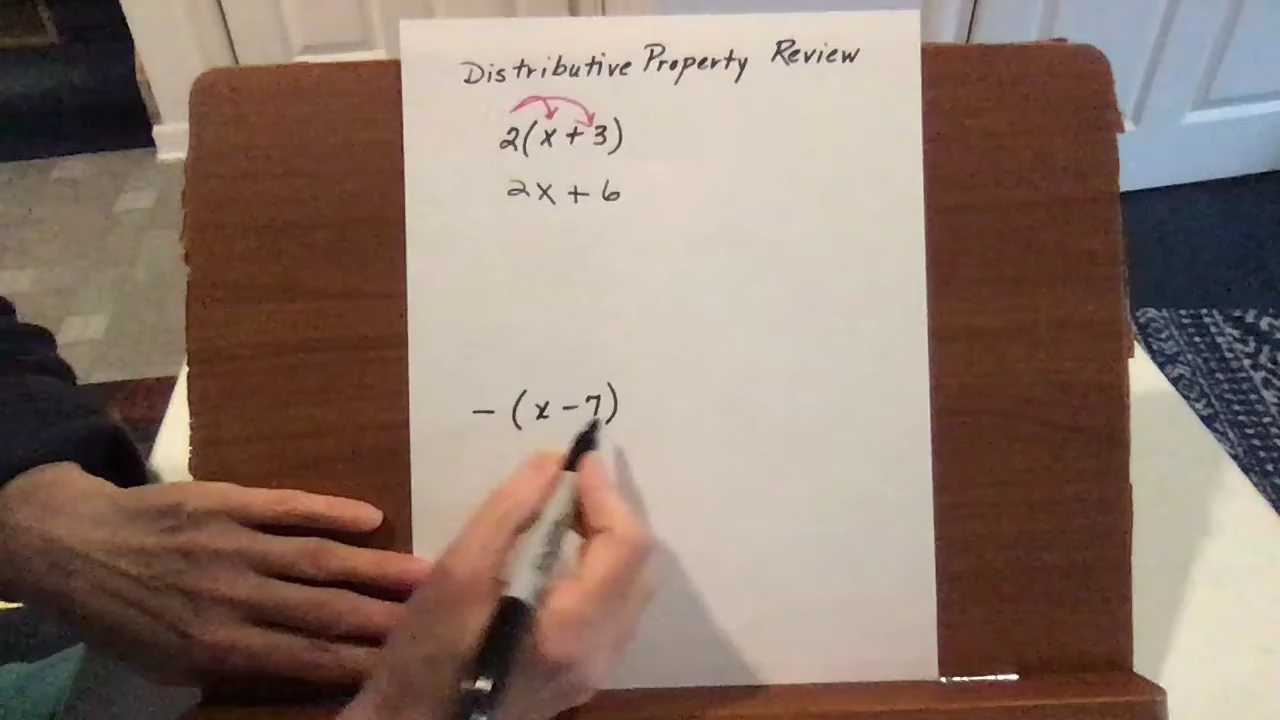 Distributive Property Review
2(x+3)
2x + 6
- (x-7)